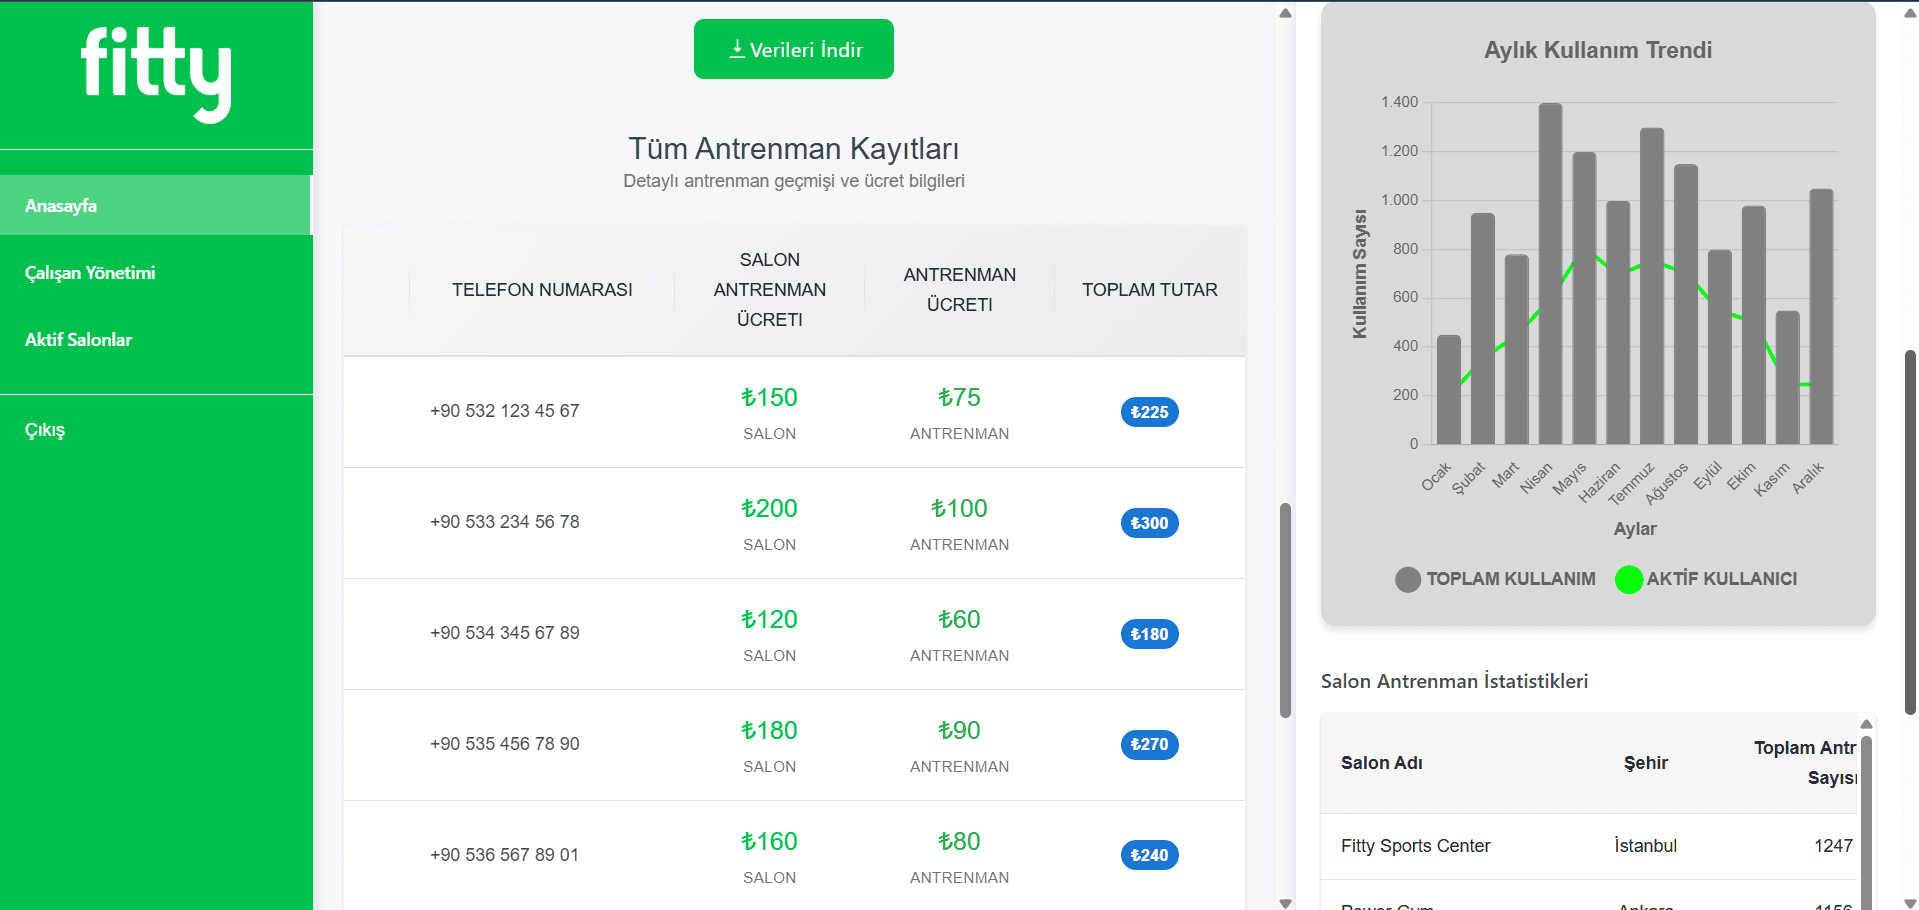 fitty
Anasayfa
Çalışan Yönetimi
Aktif Salonlar
Çıkış
Verileri İndir
Tüm Antrenman Kayıtları
Detaylı antrenman geçmişi ve ücret bilgileri
TELEFON NUMARASI
SALON
ANTRENMAN
ÜCRETI
ANTRENMAN
ÜCRETI
TOPLAM TUTAR
+90 532 123 45 67
₺150
SALON
₺75
ANTRENMAN
₺225
+90 533 234 56 78
₺200
SALON
₺100
ANTRENMAN
₺300
+90 534 345 67 89
₺120
SALON
₺60
ANTRENMAN
₺180
+90 535 456 78 90
₺180
SALON
₺90
ANTRENMAN
₺270
+90 536 567 89 01
₺160
SALON
₺80
ANTRENMAN
₺240
Aylık Kullanım Trendi
Kullanım Sayısı
1.400
1.200
1.000
800
600
400
200
0
Ocak
Şubat
Mart
Nisan
Mayıs
Haziran
Temmuz
Ağustos
Eylül
Ekim
Kasım
Aralık
Aylar
TOPLAM KULLANIM
AKTİF KULLANICI
Salon Antrenman İstatistikleri
Salon Adı
Şehir
Toplam Antr
Sayısı
Fitty Sports Center
İstanbul
1247
Power Gym
Ankara
1156